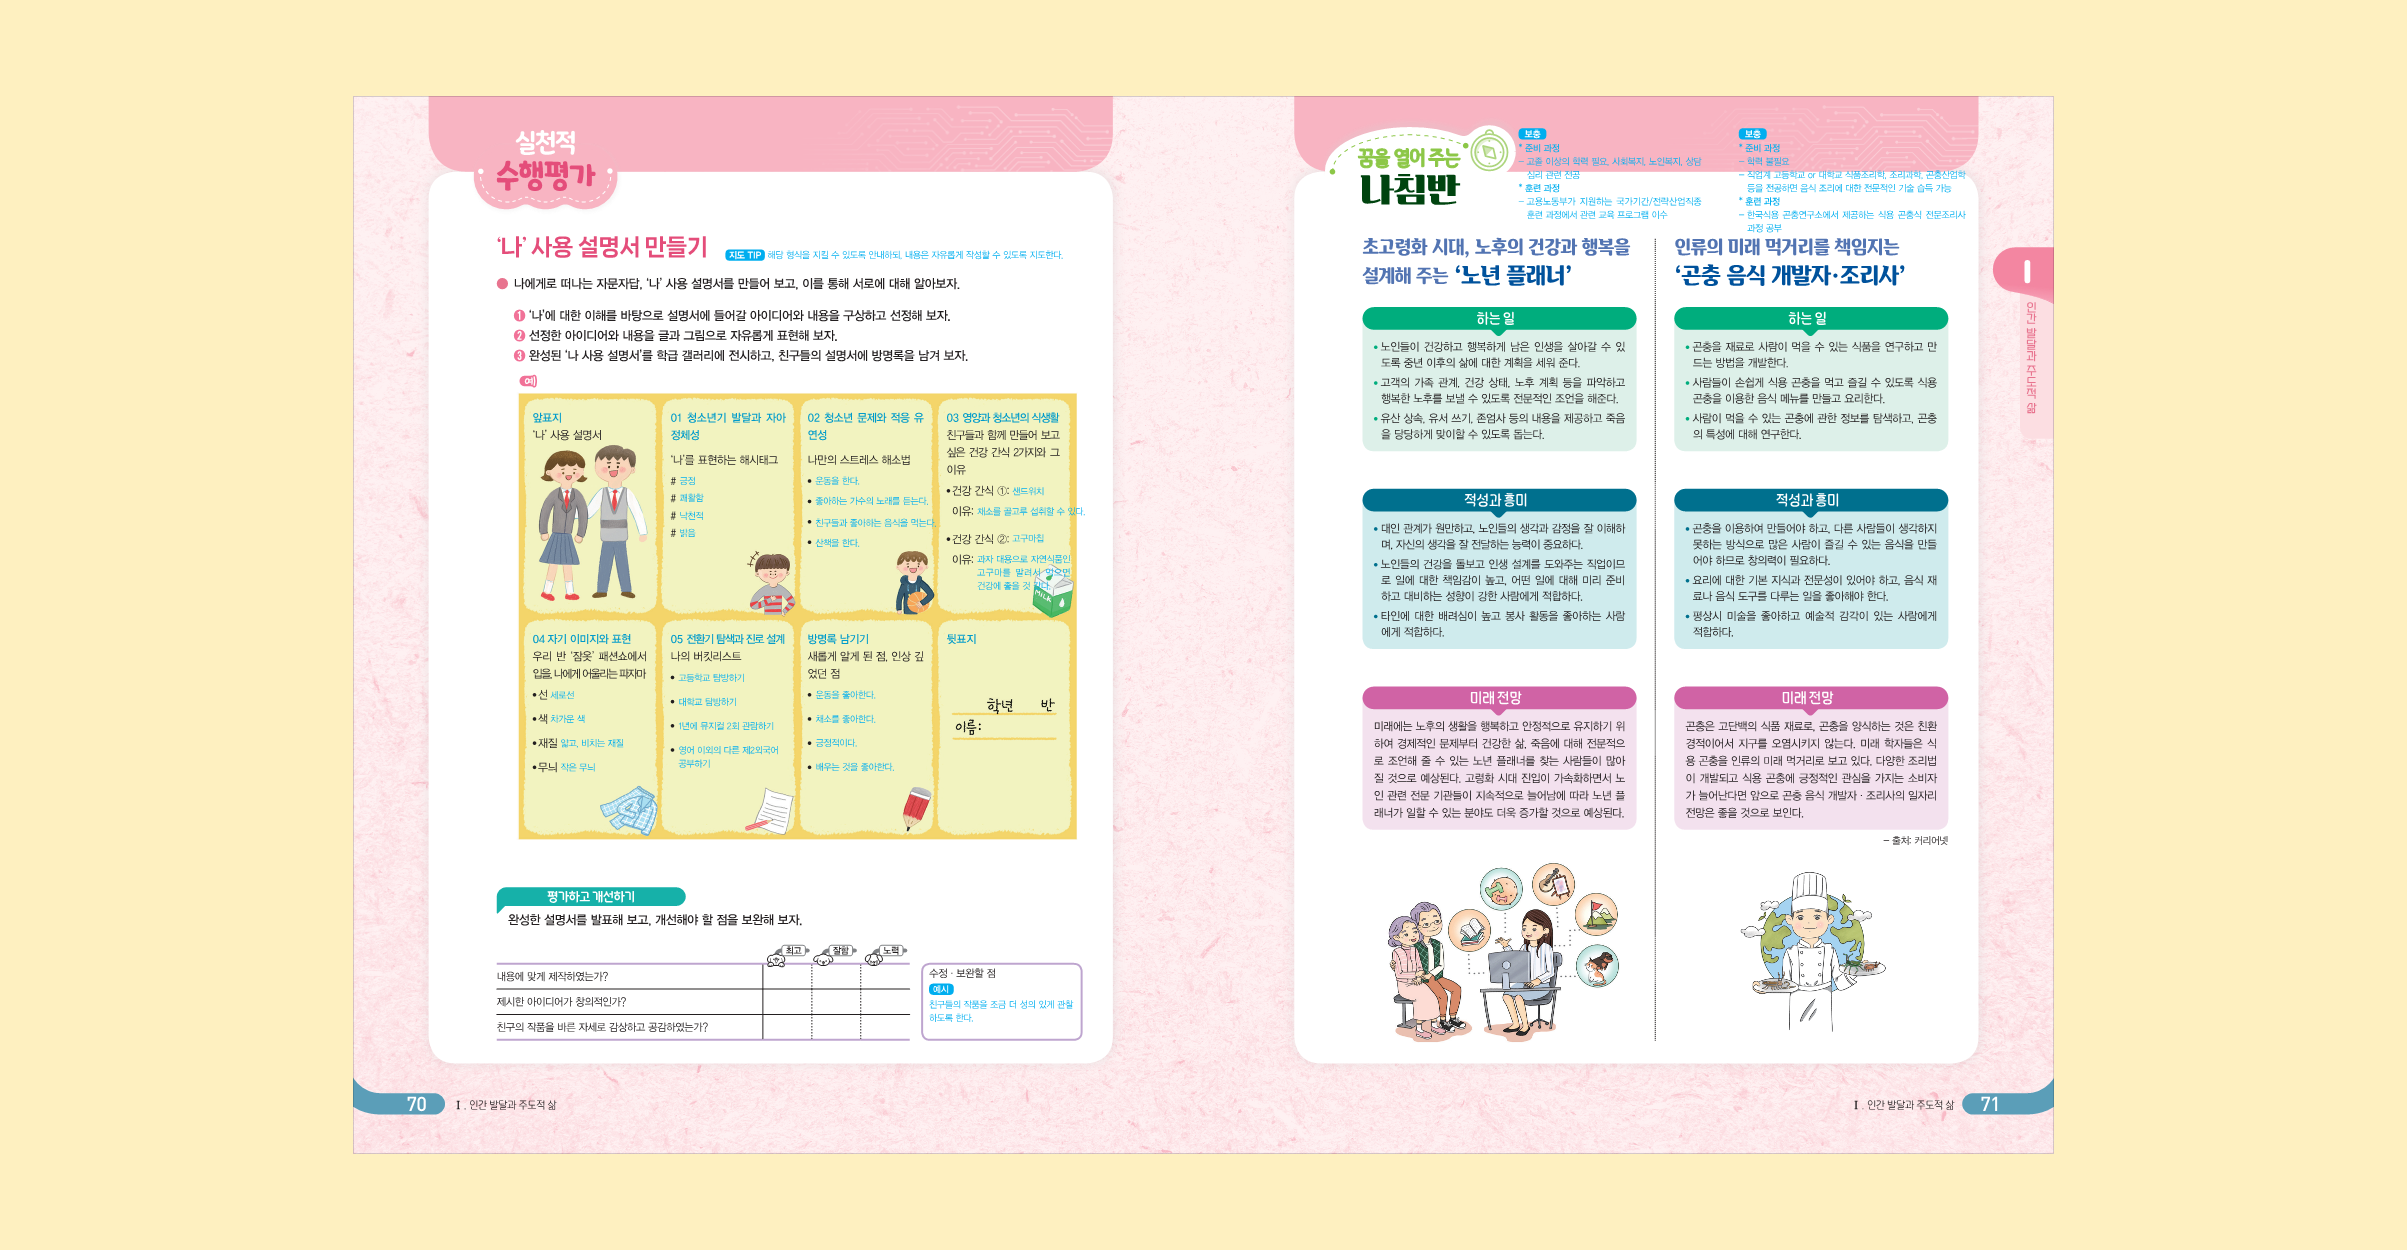 실천적
수행평가
‘나’ 사용 설명서 만들기
지도 TIP 해당 형식을 지킬 수 있도록 안내하되, 내용은 자유롭게 작성할 수 있도록 지도한다.
● 나에게로 떠나는 자문자답, ‘나’ 사용 설명서를 만들어 보고, 이를 통해 서로에 대해 알아보자.
❶ ‘나’에 대한 이해를 바탕으로 설명서에 들어갈 아이디어와 내용을 구상하고 선정해 보자.
❷ 선정한 아이디어와 내용을 글과 그림으로 자유롭게 표현해 보자.
❸ 완성된 ‘나 사용 설명서’를 학급 갤러리에 전시하고, 친구들의 설명서에 방명록을 남겨 보자.
예)
앞표지
‘나’ 사용 설명서
01 청소년기 발달과 자아
정체성
‘나’를 표현하는 해시태그
# 긍정
# 쾌활함
# 낙천적
# 밝음
02 청소년 문제와 적응 유
연성
나만의 스트레스 해소법
• 운동을 한다.
• 좋아하는 가수의 노래를 듣는다.
• 친구들과 좋아하는 음식을 먹는다.
• 산책을 한다.
03 영양과 청소년의 식생활
친구들과 함께 만들어 보고
싶은 건강 간식 2가지와 그
이유
• 건강 간식 ①: 샌드위치
이유: 채소를 골고루 섭취할 수 있다.
• 건강 간식 ②: 고구마칩
이유: 과자 대용으로 자연식품인
고구마를 말려서 먹으면
건강에 좋을 것 같다.
MILK
04 자기 이미지와 표현
우리 반 ‘잠옷’ 패션쇼에서
입을, 나에게 어울리는 파자마
• 선 세로선
• 색 차가운 색
• 재질 얇고, 비치는 재질
• 무늬 작은 무늬
05 전환기 탐색과 진로 설계
나의 버킷리스트
• 고등학교 탐방하기
• 대학교 탐방하기
• 1년에 뮤지컬 2회 관람하기
• 영어 이외의 다른 제2외국어
공부하기
방명록 남기기
새롭게 알게 된 점, 인상 깊
었던 점
• 운동을 좋아한다.
• 채소를 좋아한다.
• 긍정적이다.
• 배우는 것을 좋아한다.
뒷표지
학년 반
이름:
평가하고 개선하기
완성한 설명서를 발표해 보고, 개선해야 할 점을 보완해 보자.
최고 잘함 노력
내용에 맞게 제작하였는가?
제시한 아이디어가 창의적인가?
친구의 작품을 바른 자세로 감상하고 공감하였는가?
수정 · 보완할 점
예시
친구들의 작품을 조금 더 성의 있게 관찰
하도록 한다.
70 Ⅰ. 인간 발달과 주도적 삶
꿈을 열어 주는
나침반
보충
* 준비 과정
– 고졸 이상의 학력 필요, 사회복지, 노인복지, 상담
심리 관련 전공
* 훈련 과정
– 고용노동부가 지원하는 국가기간/전략산업직종
훈련 과정에서 관련 교육 프로그램 이수
보충
* 준비 과정
– 학력 불필요
– 직업계 고등학교 or 대학교 식품조리학, 조리과학, 곤충산업학
등을 전공하면 음식 조리에 대한 전문적인 기술 습득 가능
* 훈련 과정
– 한국식용 곤충연구소에서 제공하는 식용 곤충식 전문조리사
과정 공부
초고령화 시대, 노후의 건강과 행복을
설계해 주는 ‘노년 플래너’
하는 일
• 노인들이 건강하고 행복하게 남은 인생을 살아갈 수 있
도록 중년 이후의 삶에 대한 계획을 세워 준다.
• 고객의 가족 관계, 건강 상태, 노후 계획 등을 파악하고
행복한 노후를 보낼 수 있도록 전문적인 조언을 해준다.
• 유산 상속, 유서 쓰기, 존엄사 등의 내용을 제공하고 죽음
을 당당하게 맞이할 수 있도록 돕는다.
적성과 흥미
• 대인 관계가 원만하고, 노인들의 생각과 감정을 잘 이해하
며, 자신의 생각을 잘 전달하는 능력이 중요하다.
• 노인들의 건강을 돌보고 인생 설계를 도와주는 직업이므
로 일에 대한 책임감이 높고, 어떤 일에 대해 미리 준비
하고 대비하는 성향이 강한 사람에게 적합하다.
• 타인에 대한 배려심이 높고 봉사 활동을 좋아하는 사람
에게 적합하다.
미래 전망
미래에는 노후의 생활을 행복하고 안정적으로 유지하기 위
하여 경제적인 문제부터 건강한 삶, 죽음에 대해 전문적으
로 조언해 줄 수 있는 노년 플래너를 찾는 사람들이 많아
질 것으로 예상된다. 고령화 시대 진입이 가속화하면서 노
인 관련 전문 기관들이 지속적으로 늘어남에 따라 노년 플
래너가 일할 수 있는 분야도 더욱 증가할 것으로 예상된다.
인류의 미래 먹거리를 책임지는
‘곤충 음식 개발자·조리사’
하는 일
• 곤충을 재료로 사람이 먹을 수 있는 식품을 연구하고 만
드는 방법을 개발한다.
• 사람들이 손쉽게 식용 곤충을 먹고 즐길 수 있도록 식용
곤충을 이용한 음식 메뉴를 만들고 요리한다.
• 사람이 먹을 수 있는 곤충에 관한 정보를 탐색하고, 곤충
의 특성에 대해 연구한다.
적성과 흥미
• 곤충을 이용하여 만들어야 하고, 다른 사람들이 생각하지
못하는 방식으로 많은 사람이 즐길 수 있는 음식을 만들
어야 하므로 창의력이 필요하다.
• 요리에 대한 기본 지식과 전문성이 있어야 하고, 음식 재
료나 음식 도구를 다루는 일을 좋아해야 한다.
• 평상시 미술을 좋아하고 예술적 감각이 있는 사람에게
적합하다.
미래 전망
곤충은 고단백의 식품 재료로, 곤충을 양식하는 것은 친환
경적이어서 지구를 오염시키지 않는다. 미래 학자들은 식
용 곤충을 인류의 미래 먹거리로 보고 있다. 다양한 조리법
이 개발되고 식용 곤충에 긍정적인 관심을 가지는 소비자
가 늘어난다면 앞으로 곤충 음식 개발자 · 조리사의 일자리
전망은 좋을 것으로 보인다.
– 출처: 커리어넷
Ⅰ
인간 발달과 주도적 삶
Ⅰ. 인간 발달과 주도적 삶 71